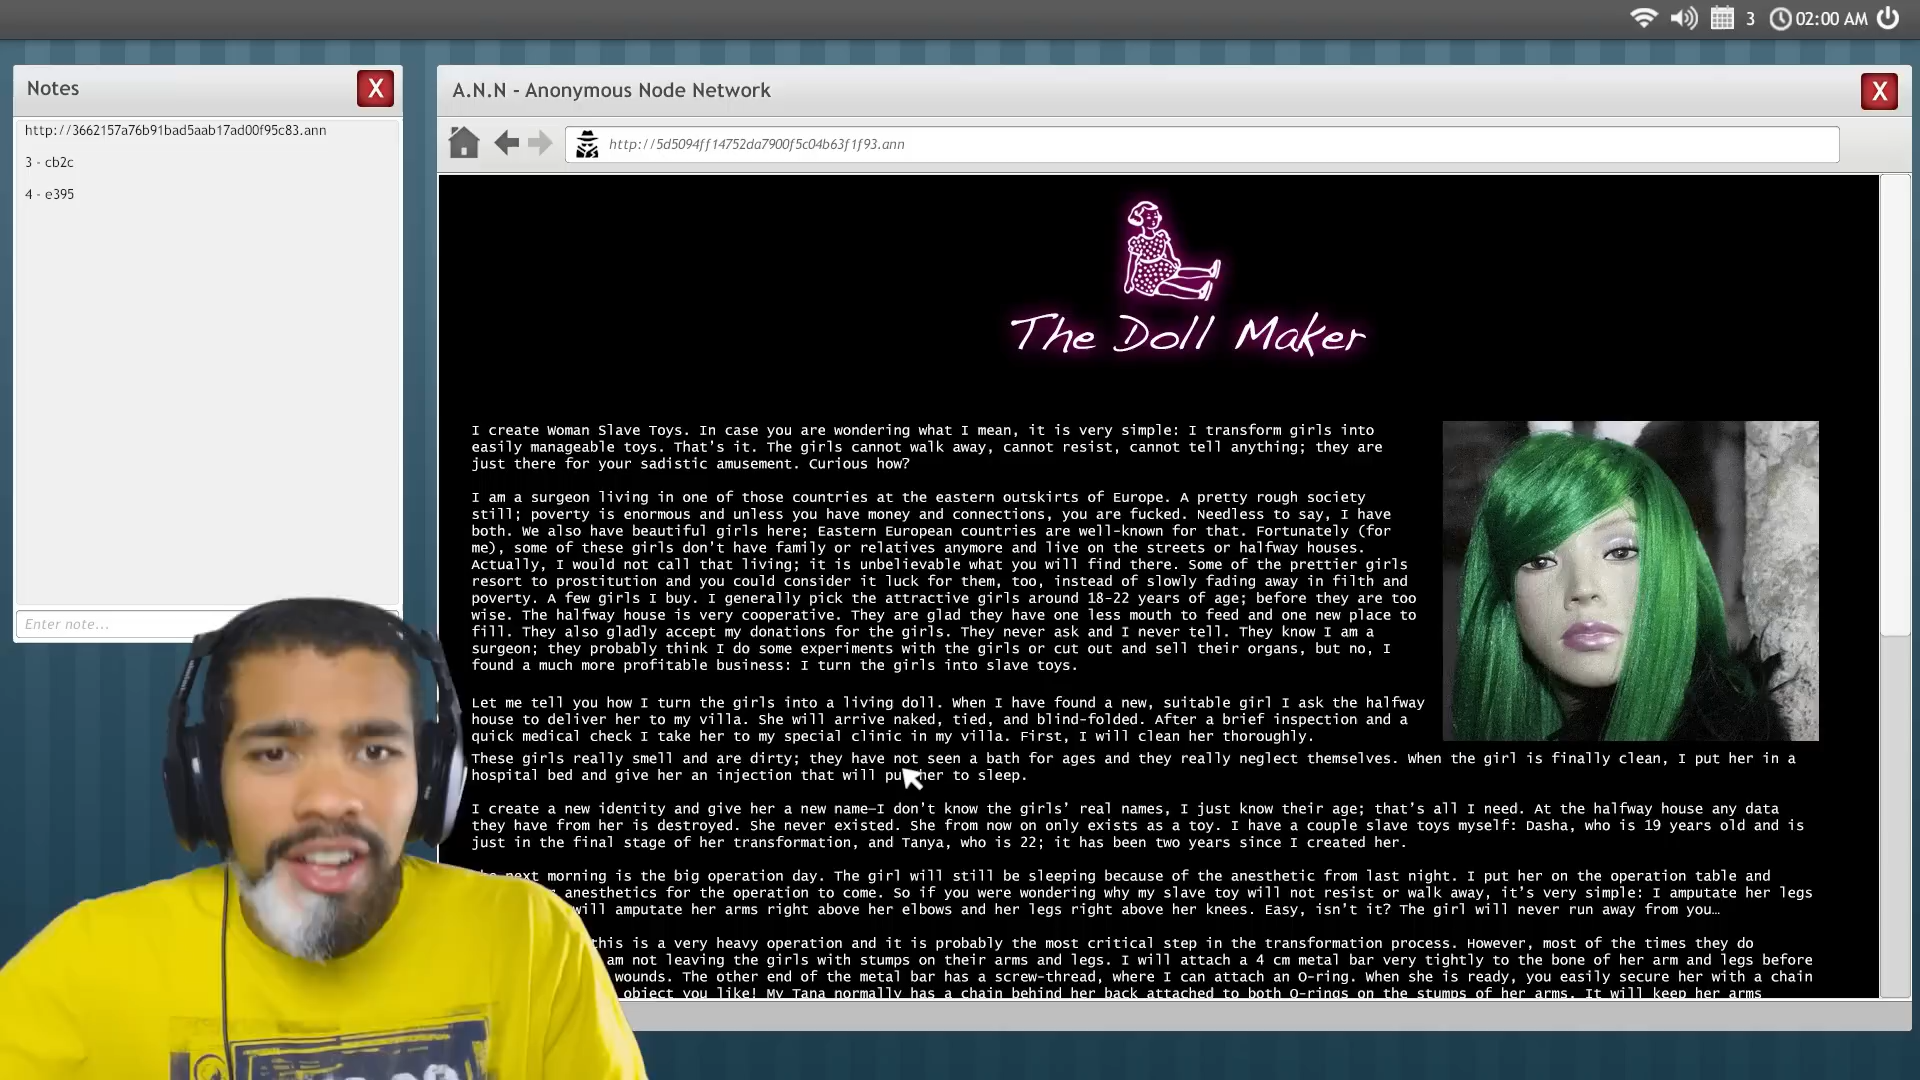 3
02:00 AM
Notes
X
http://3662157a76b91bad5aab17ad00f95c83.ann
3 - cb2c
4 - e395
Enter note...
A.N.N - Anonymous Node Network
X
http://5d5094ff14752da7900f5c04b63f1f93.ann
The Doll Maker
I create Woman Slave Toys. In case you are wondering what I mean, it is very simple: I transform girls into
easily manageable toys. That's it. The girls cannot walk away, cannot resist, cannot tell anything; they are
just there for your sadistic amusement. Curious how?
I am a surgeon living in one of those countries at the eastern outskirts of Europe. A pretty rough society
still; poverty is enormous and unless you have money and connections, you are fucked. Needless to say, I have
both. We also have beautiful girls here; Eastern European countries are well-known for that. Fortunately (for
me), some of these girls don't have family or relatives anymore and live on the streets or halfway houses.
Actually, I would not call that living; it is unbelievable what you will find there. Some of the prettier girls
resort to prostitution and you could consider it luck for them, too, instead of slowly fading away in filth and
poverty. A few girls I buy. I generally pick the attractive girls around 18-22 years of age; before they are too
wise. The halfway house is very cooperative. They are glad they have one less mouth to feed and one new place to
fill. They also gladly accept my donations for the girls. They never ask and I never tell. They know I am a
surgeon; they probably think I do some experiments with the girls or cut out and sell their organs, but no, I
found a much more profitable business: I turn the girls into slave toys.
Let me tell you how I turn the girls into a living doll. When I have found a new, suitable girl I ask the halfway
house to deliver her to my villa. She will arrive naked, tied, and blind-folded. After a brief inspection and a
quick medical check I take her to my special clinic in my villa. First, I will clean her thoroughly.
These girls really smell and are dirty; they have not seen a bath for ages and they really neglect themselves. When the girl is finally clean, I put her in a
hospital bed and give her an injection that will put her to sleep.
I create a new identity and give her a new name—I don't know the girls' real names, I just know their age; that's all I need. At the halfway house any data
they have from her is destroyed. She never existed. She from now on only exists as a toy. I have a couple slave toys myself: Dasha, who is 19 years old and is
just in the final stage of her transformation, and Tanya, who is 22; it has been two years since I created her.
next morning is the big operation day. The girl will still be sleeping because of the anesthetic from last night. I put her on the operation table and
anesthetics for the operation to come. So if you were wondering why my slave toy will not resist or walk away, it's very simple: I amputate her legs
will amputate her arms right above her elbows and her legs right above her knees. Easy, isn't it? The girl will never run away from you…
this is a very heavy operation and it is probably the most critical step in the transformation process. However, most of the times they do
am not leaving the girls with stumps on their arms and legs. I will attach a 4 cm metal bar very tightly to the bone of her arm and legs before
wounds. The other end of the metal bar has a screw-thread, where I can attach an O-ring. When she is ready, you easily secure her with a chain
object you like! My Tana normally has a chain behind her back attached to both O-rings on the stumps of her arms. It will keep her arms